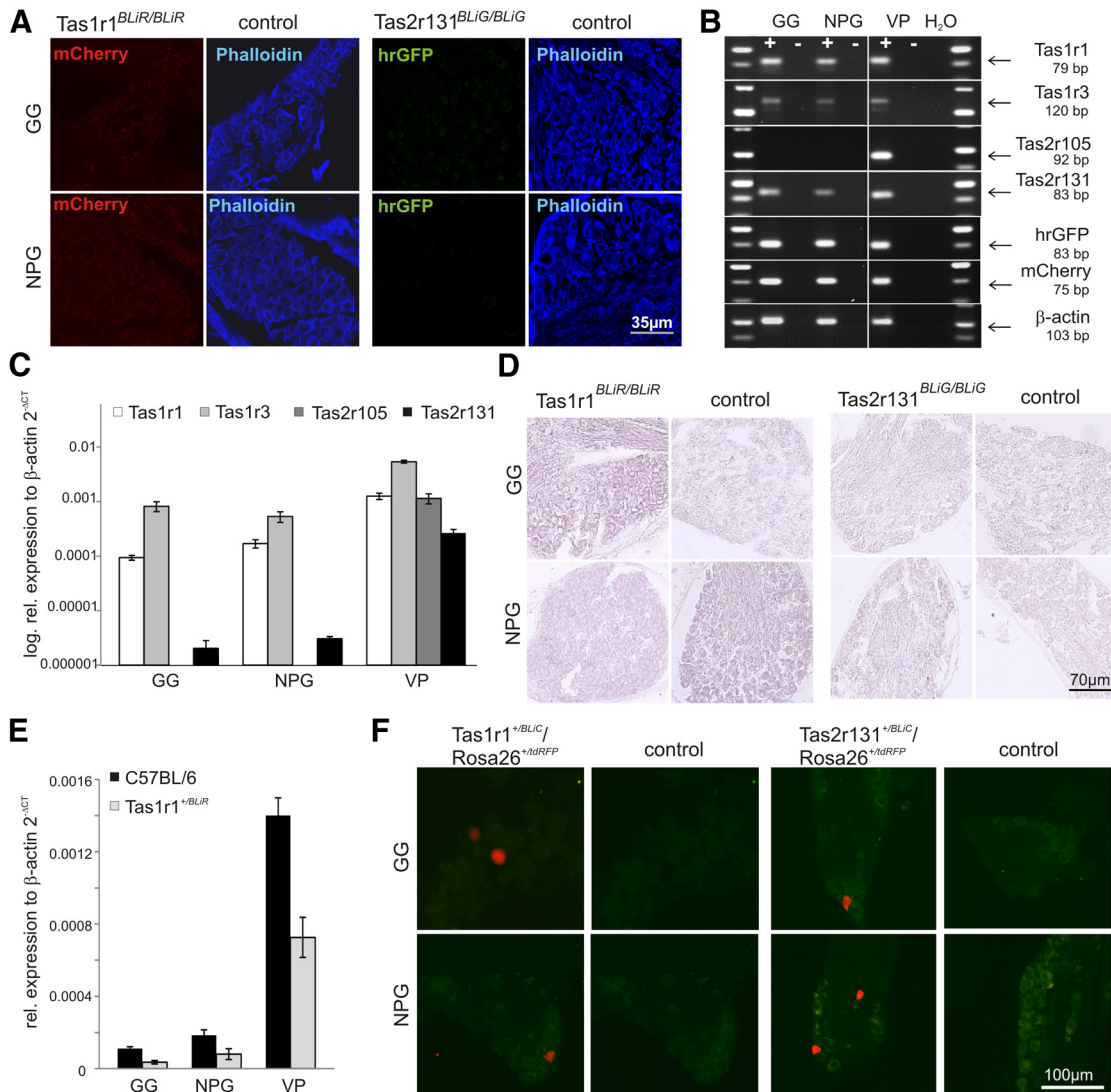 A
Tas1r1BLiR/BLiR control Tas2r131BLiG/BLiG control
mCherry Phalloidin hrGFP Phalloidin
GG
mCherry Phalloidin hrGFP Phalloidin
NPG
35µm
B
GG NPG VP H2O
+ - + - + -
Tas1r1
79 bp
Tas1r3
120 bp
Tas2r105
92 bp
Tas2r131
83 bp
hrGFP
83 bp
mCherry
75 bp
β-actin
103 bp
C
log. rel. expression to β-actin 2-ΔCT
Tas1r1 Tas1r3 Tas2r105 Tas2r131
0.01
0.001
0.0001
0.00001
0.000001
GG NPG VP
D
Tas1r1BLiR/BLiR control Tas2r131BLiG/BLiG control
GG
NPG
70µm
E
rel. expression to β-actin 2-ΔCT
C57BL/6
Tas1r1+/BLiR
0.0016
0.0012
0.0008
0.0004
0
GG NPG VP
F
Tas1r1+/BLiC/
Rosa26+/tdRFP
control
Tas2r131+/BLiC/
Rosa26+/tdRFP
control
GG
NPG
100µm